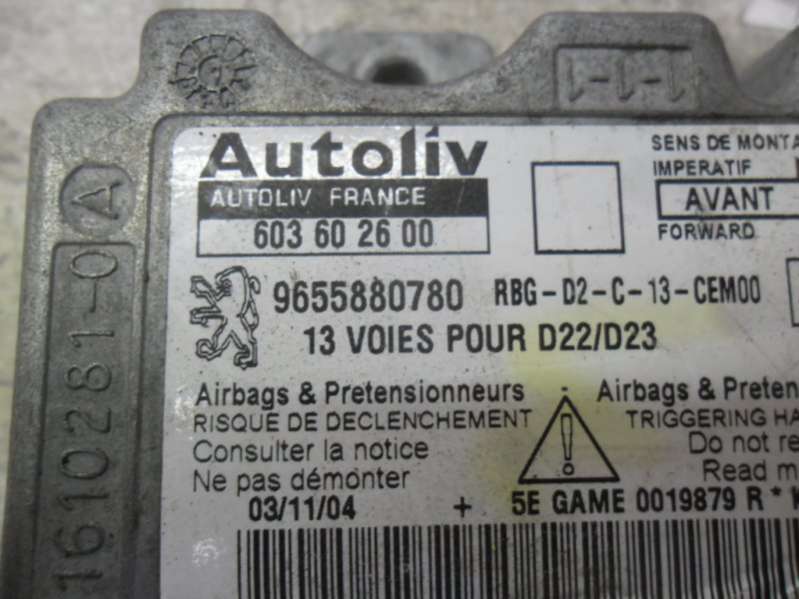 1-1-1
Autoliv
AUTOLIV FRANCE
603 60 26 00
SENS DE MONTA
IMPERATIF
AVANT
FORWARD
A
9655880780 RBG-D2-C-13-CEM00
13 VOIES POUR D22/D23
Airbags & Pretensionneurs
RISQUE DE DECLENCHEMENT
Consulter la notice
Ne pas démonter
Airbags & Preten
TRIGGERING HA
Do not re
Read m
03/11/04 + 5E GAME 0019879 R * K
1610281-0